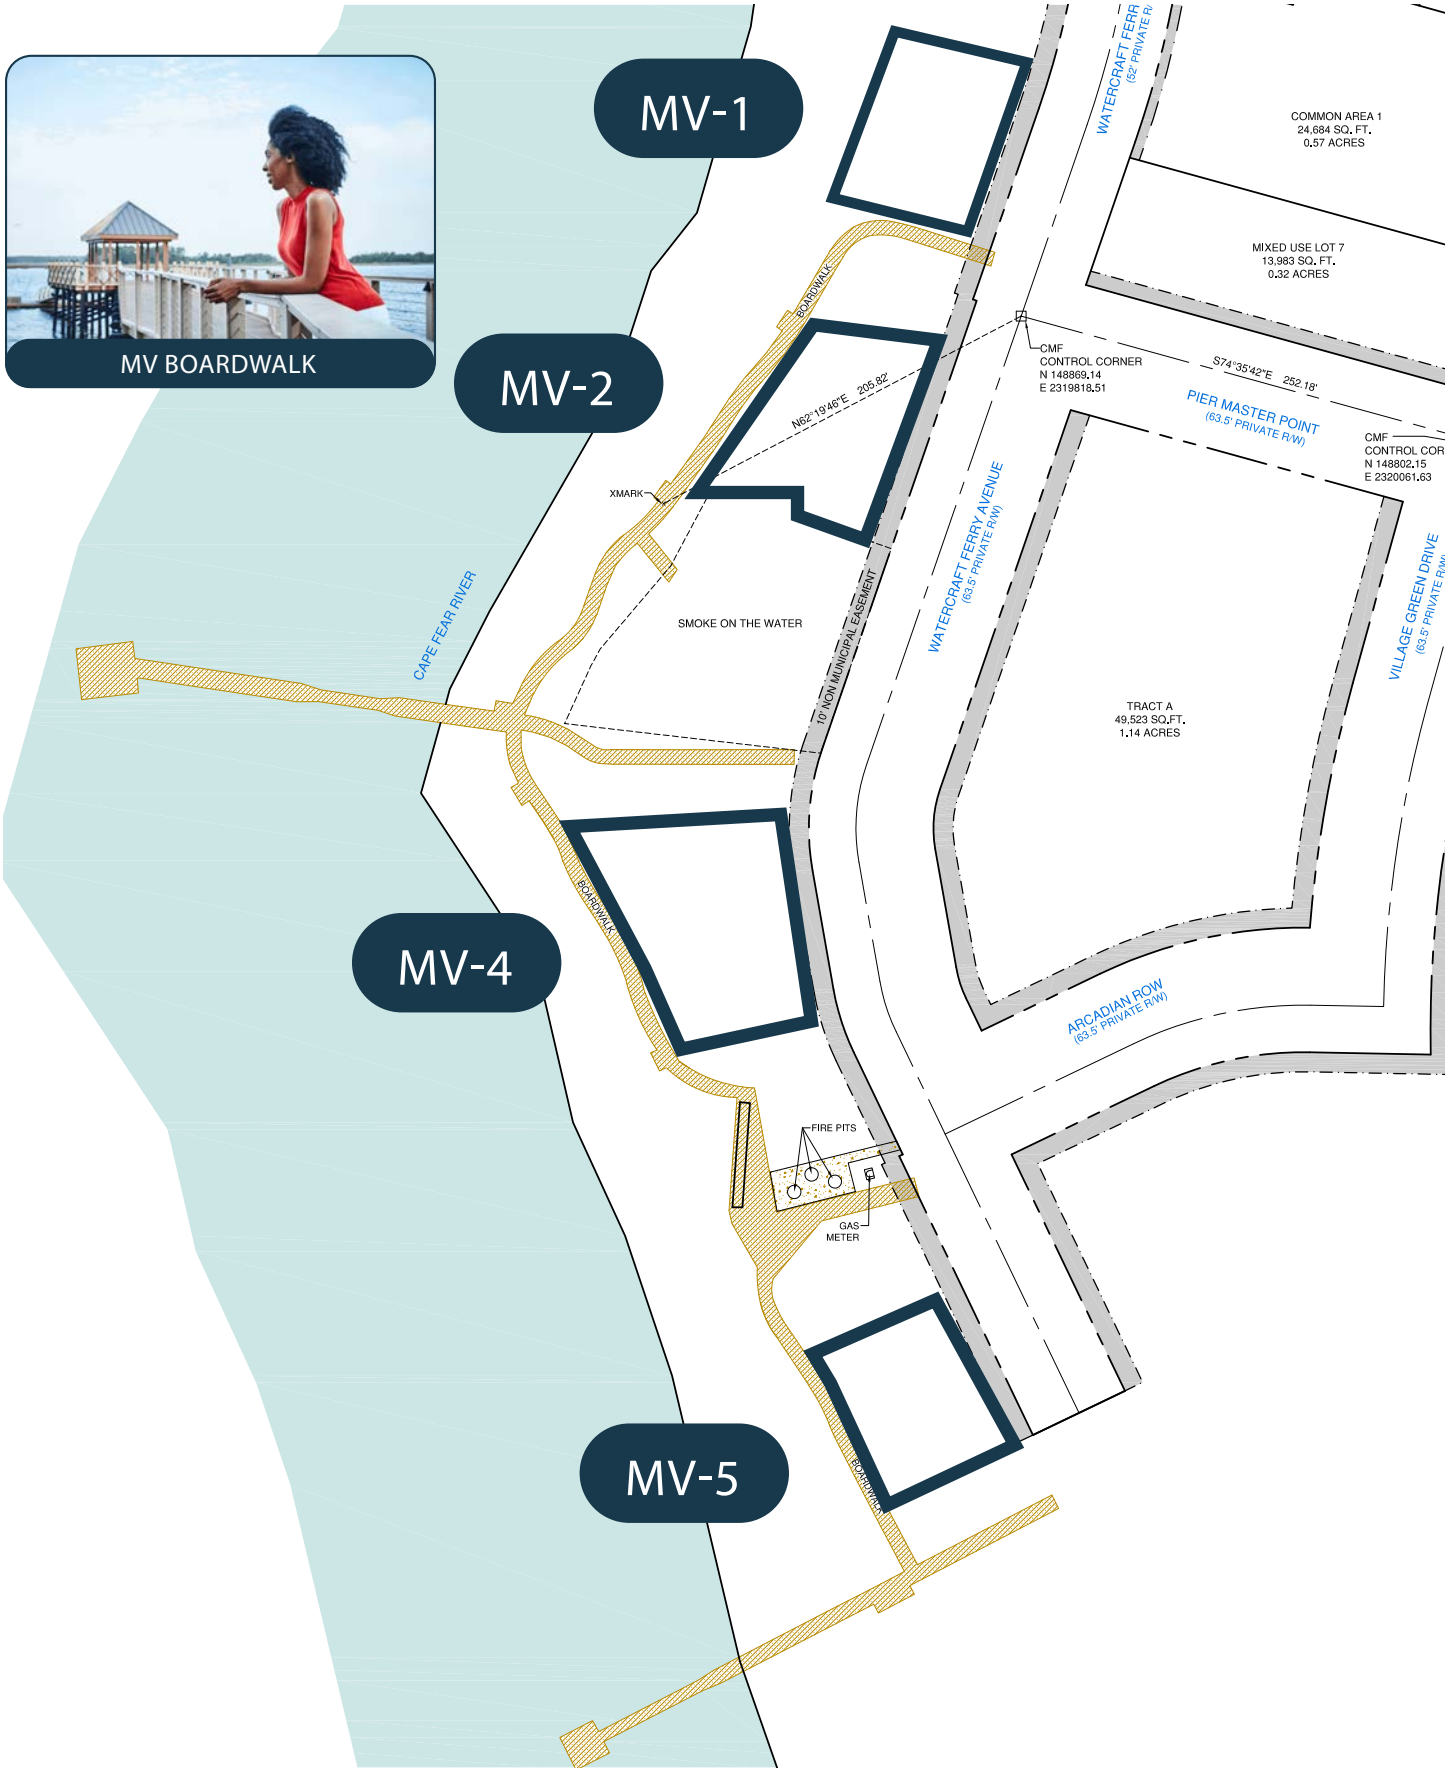 MV-1
WATERCRAFT FERR
(52' PRIVATE R/
COMMON AREA 1
24,684 SQ. FT.
0.57 ACRES
MIXED USE LOT 7
13,983 SQ. FT.
0.32 ACRES
BOARDWALK
MV BOARDWALK
MV-2
CMF
CONTROL CORNER
N 148869.14
E 2319818.51
S74°35'42"E 252.18'
PIER MASTER POINT
(63.5' PRIVATE R/W)
N62°19'46"E 205.82'
CMF
CONTROL COR
N 148802.15
E 2320061.63
XMARK
WATERCRAFT FERRY AVENUE
(63.5' PRIVATE R/W)
VILLAGE GREEN DRIVE
(63.5' PRIVATE R/W)
CAPE FEAR RIVER
SMOKE ON THE WATER
10' NON MUNICIPAL EASEMENT
TRACT A
49,523 SQ.FT.
1.14 ACRES
BOARDWALK
MV-4
ARCADIAN ROW
(63.5' PRIVATE R/W)
FIRE PITS
GAS
METER
MV-5
BOARDWALK